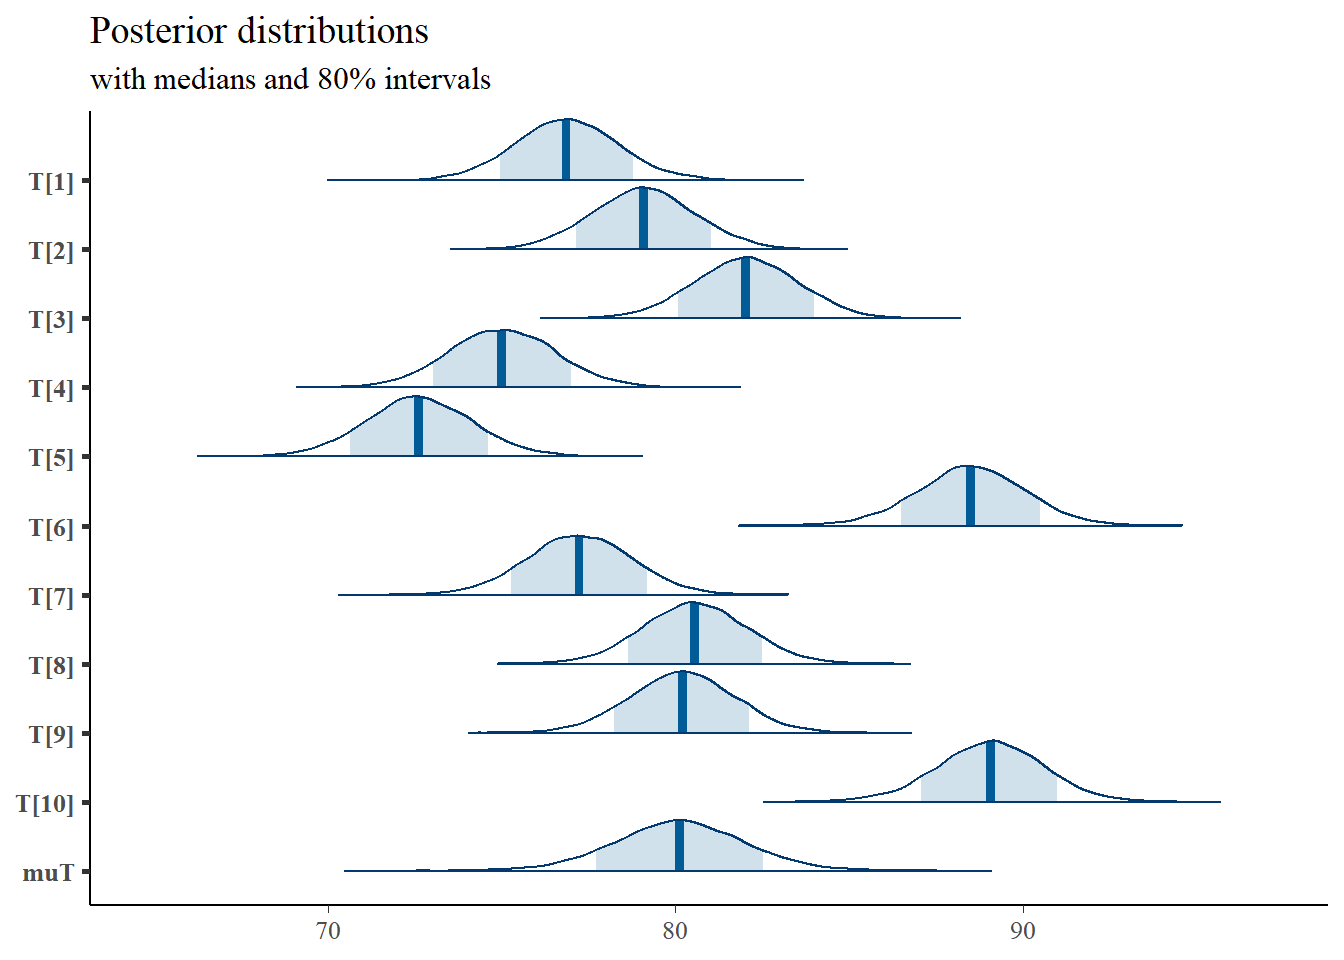 Posterior distributions
with medians and 80% intervals
T[1]
T[2]
T[3]
T[4]
T[5]
T[6]
T[7]
T[8]
T[9]
T[10]
muT
70 80 90